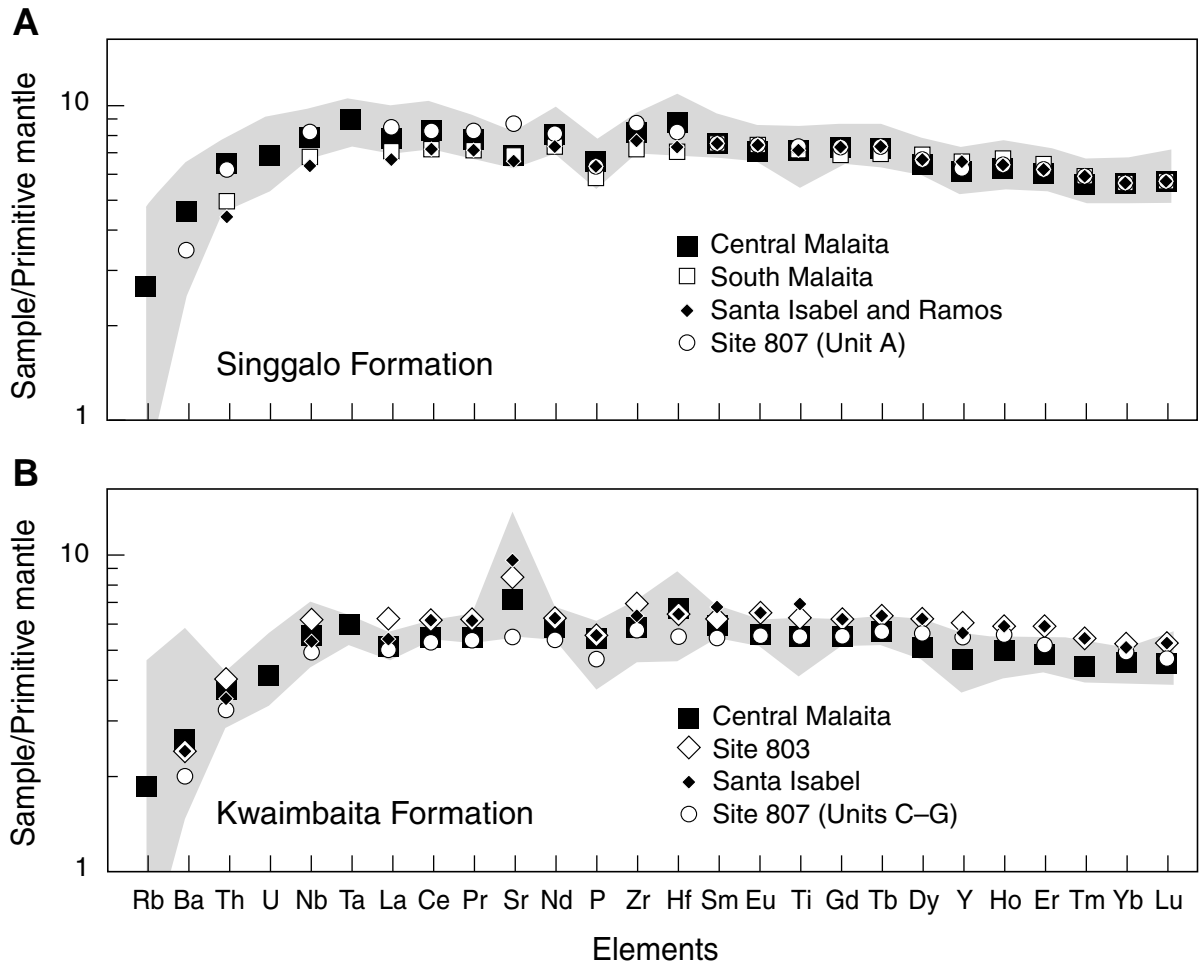 A
Sample/Primitive mantle
10
1
Central Malaita
South Malaita
Santa Isabel and Ramos
Site 807 (Unit A)
Singgalo Formation
B
Sample/Primitive mantle
10
1
Central Malaita
Site 803
Santa Isabel
Site 807 (Units C–G)
Kwaimbaita Formation
Rb Ba Th U Nb Ta La Ce Pr Sr Nd P Zr Hf Sm Eu Ti Gd Tb Dy Y Ho Er Tm Yb Lu
Elements